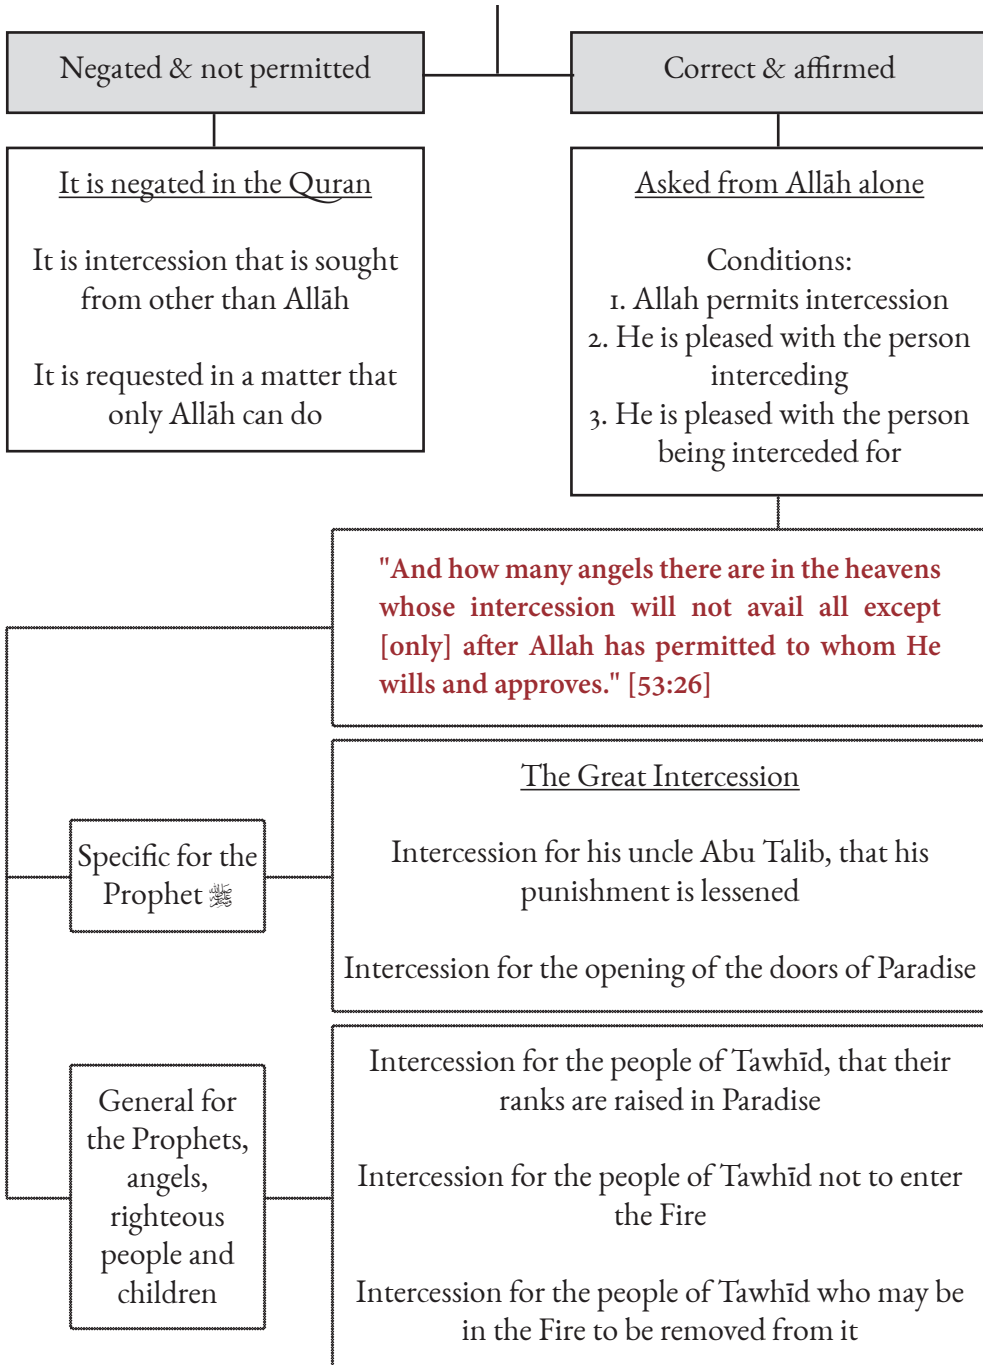 Negated & not permitted
Correct & affirmed
It is negated in the Quran
It is intercession that is sought
from other than Allāh
It is requested in a matter that
only Allāh can do
Asked from Allāh alone
Conditions:
1. Allah permits intercession
2. He is pleased with the person
interceding
3. He is pleased with the person
being interceded for
"And how many angels there are in the heavens
whose intercession will not avail all except
[only] after Allah has permitted to whom He
wills and approves." [53:26]
Specific for the
Prophet ﷺ
The Great Intercession
Intercession for his uncle Abu Talib, that his
punishment is lessened
Intercession for the opening of the doors of Paradise
General for
the Prophets,
angels,
righteous
people and
children
Intercession for the people of Tawhīd, that their
ranks are raised in Paradise
Intercession for the people of Tawhīd not to enter
the Fire
Intercession for the people of Tawhīd who may be
in the Fire to be removed from it